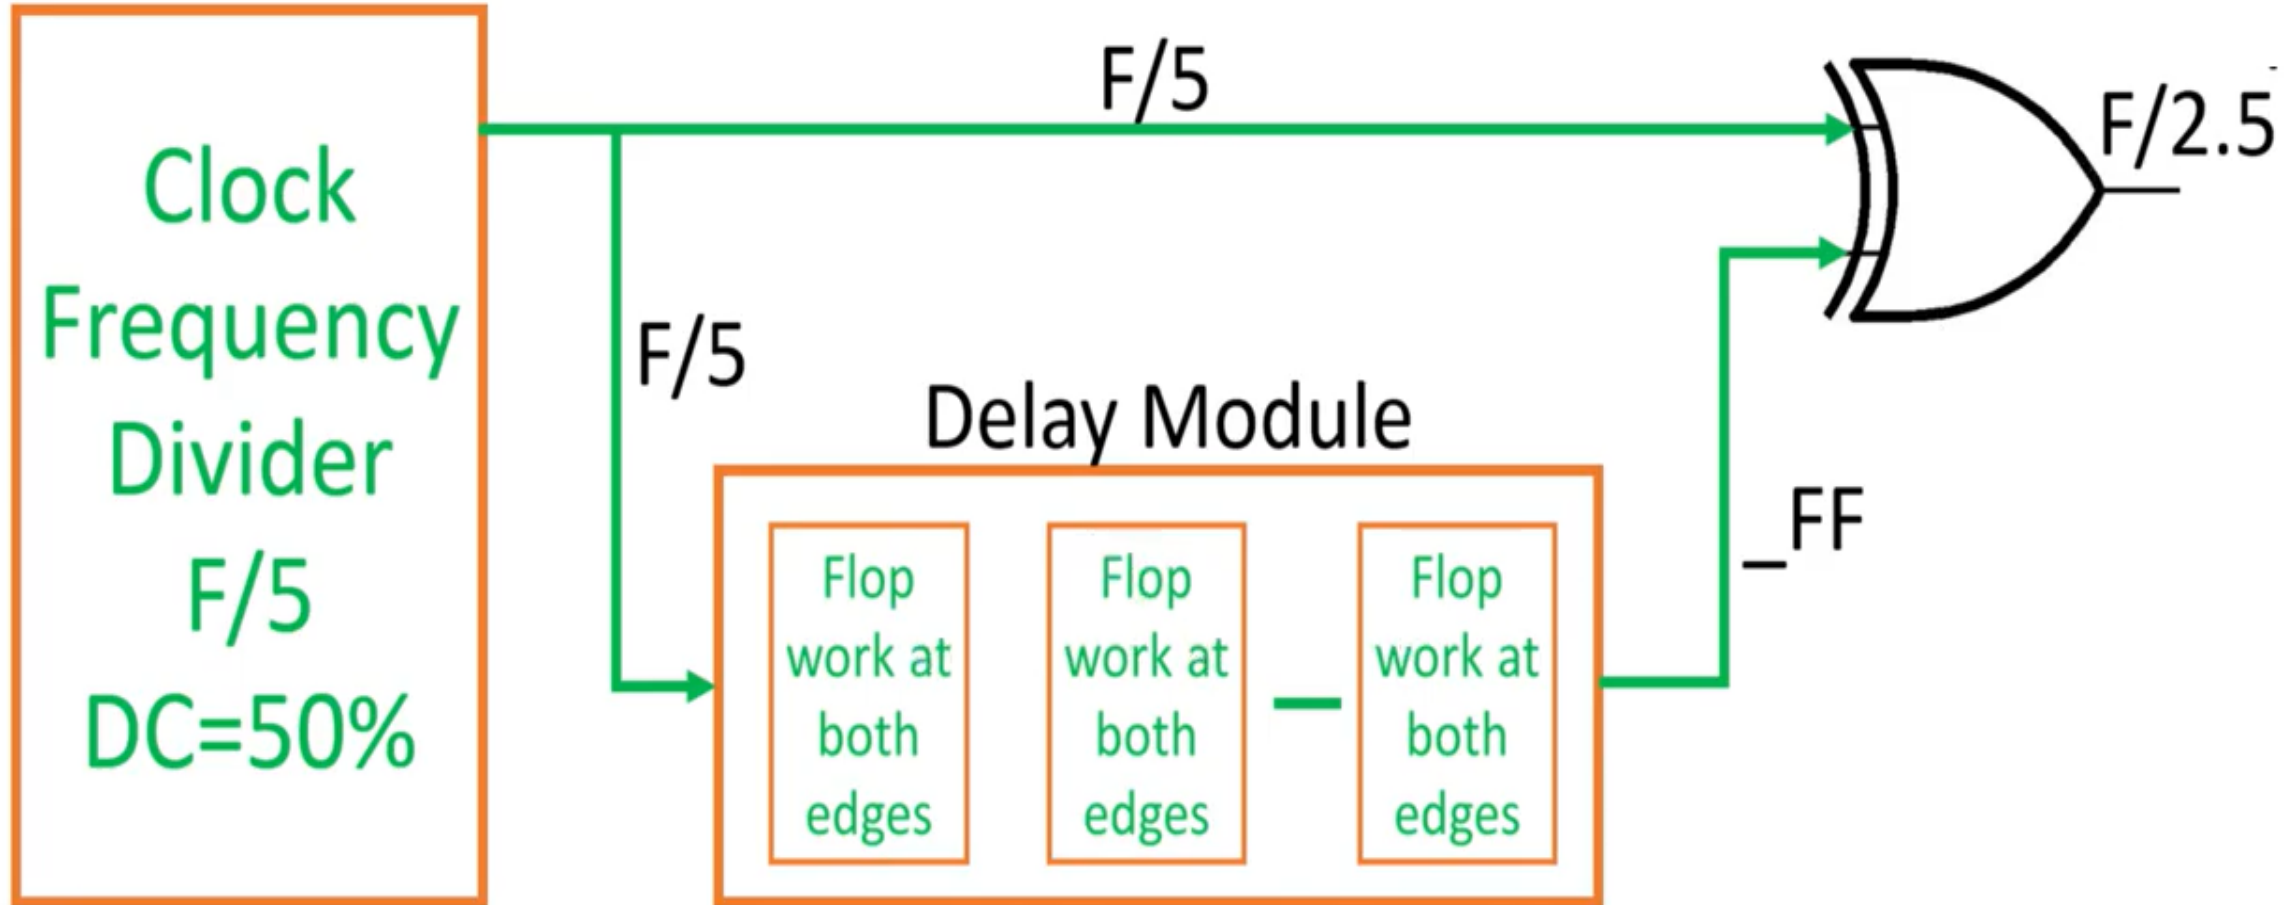 Clock
Frequency
Divider
F/5
DC=50%
F/5
F/5
F/2.5
Delay Module
Flop
work at
both
edges
Flop
work at
both
edges
Flop
work at
both
edges
_FF